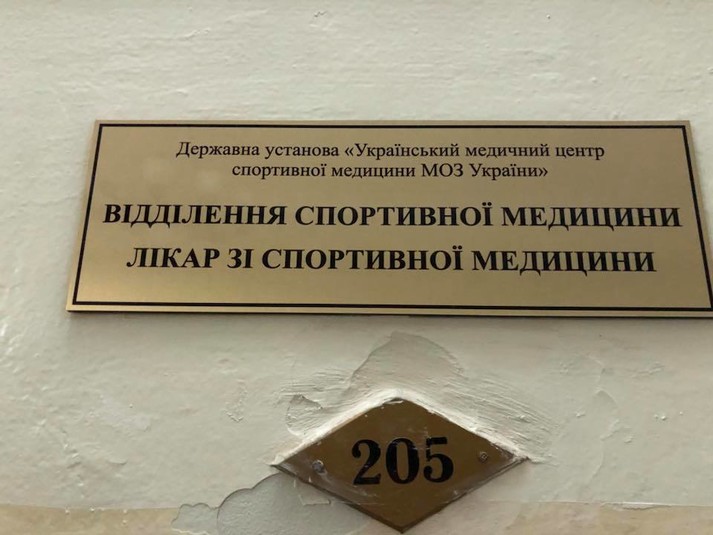 Державна установа «Український медичний центр
спортивної медицини МОЗ України»
ВІДДІЛЕННЯ СПОРТИВНОЇ МЕДИЦИНИ
ЛІКАР ЗІ СПОРТИВНОЇ МЕДИЦИНИ
205